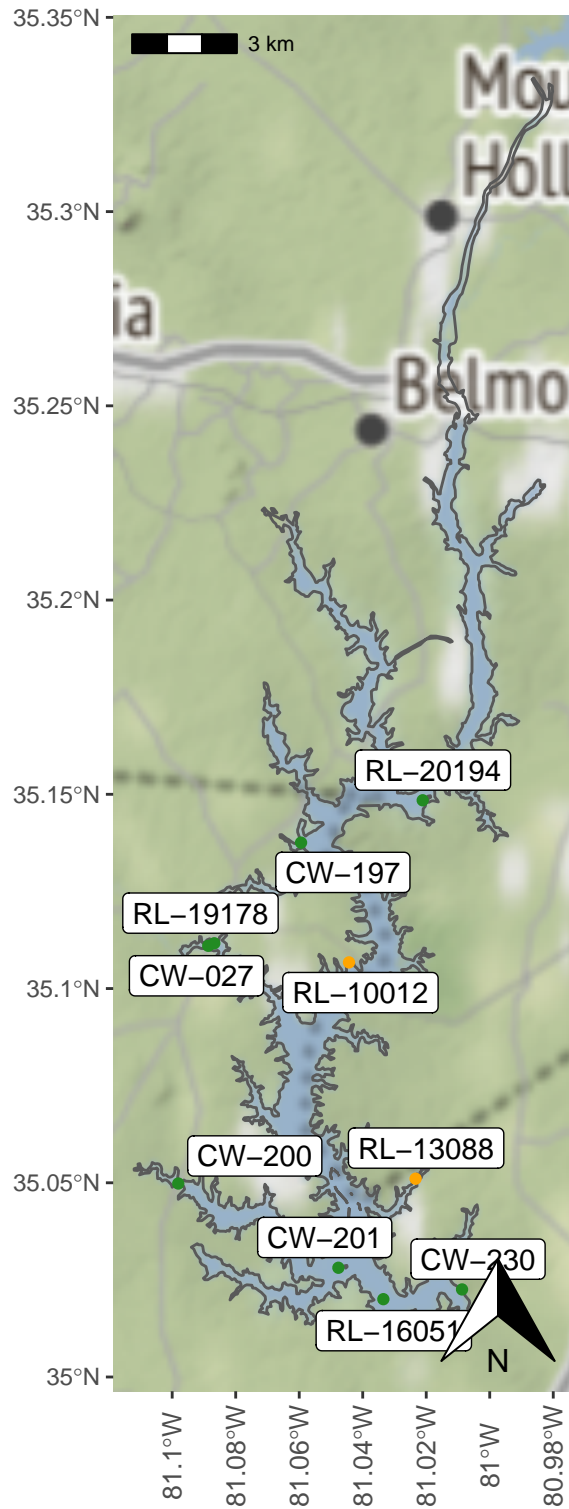 35.35°N
3 km
Mou
Holl
35.3°N
ia
Belmo
35.25°N
35.2°N
35.15°N
RL−20194
CW−197
RL−19178
CW−027
RL−10012
35.1°N
CW−200
RL−13088
35.05°N
CW−201
CW−230
RL−16051
N
35°N
81.1°W
81.08°W
81.06°W
81.04°W
81.02°W
81°W
80.98°W